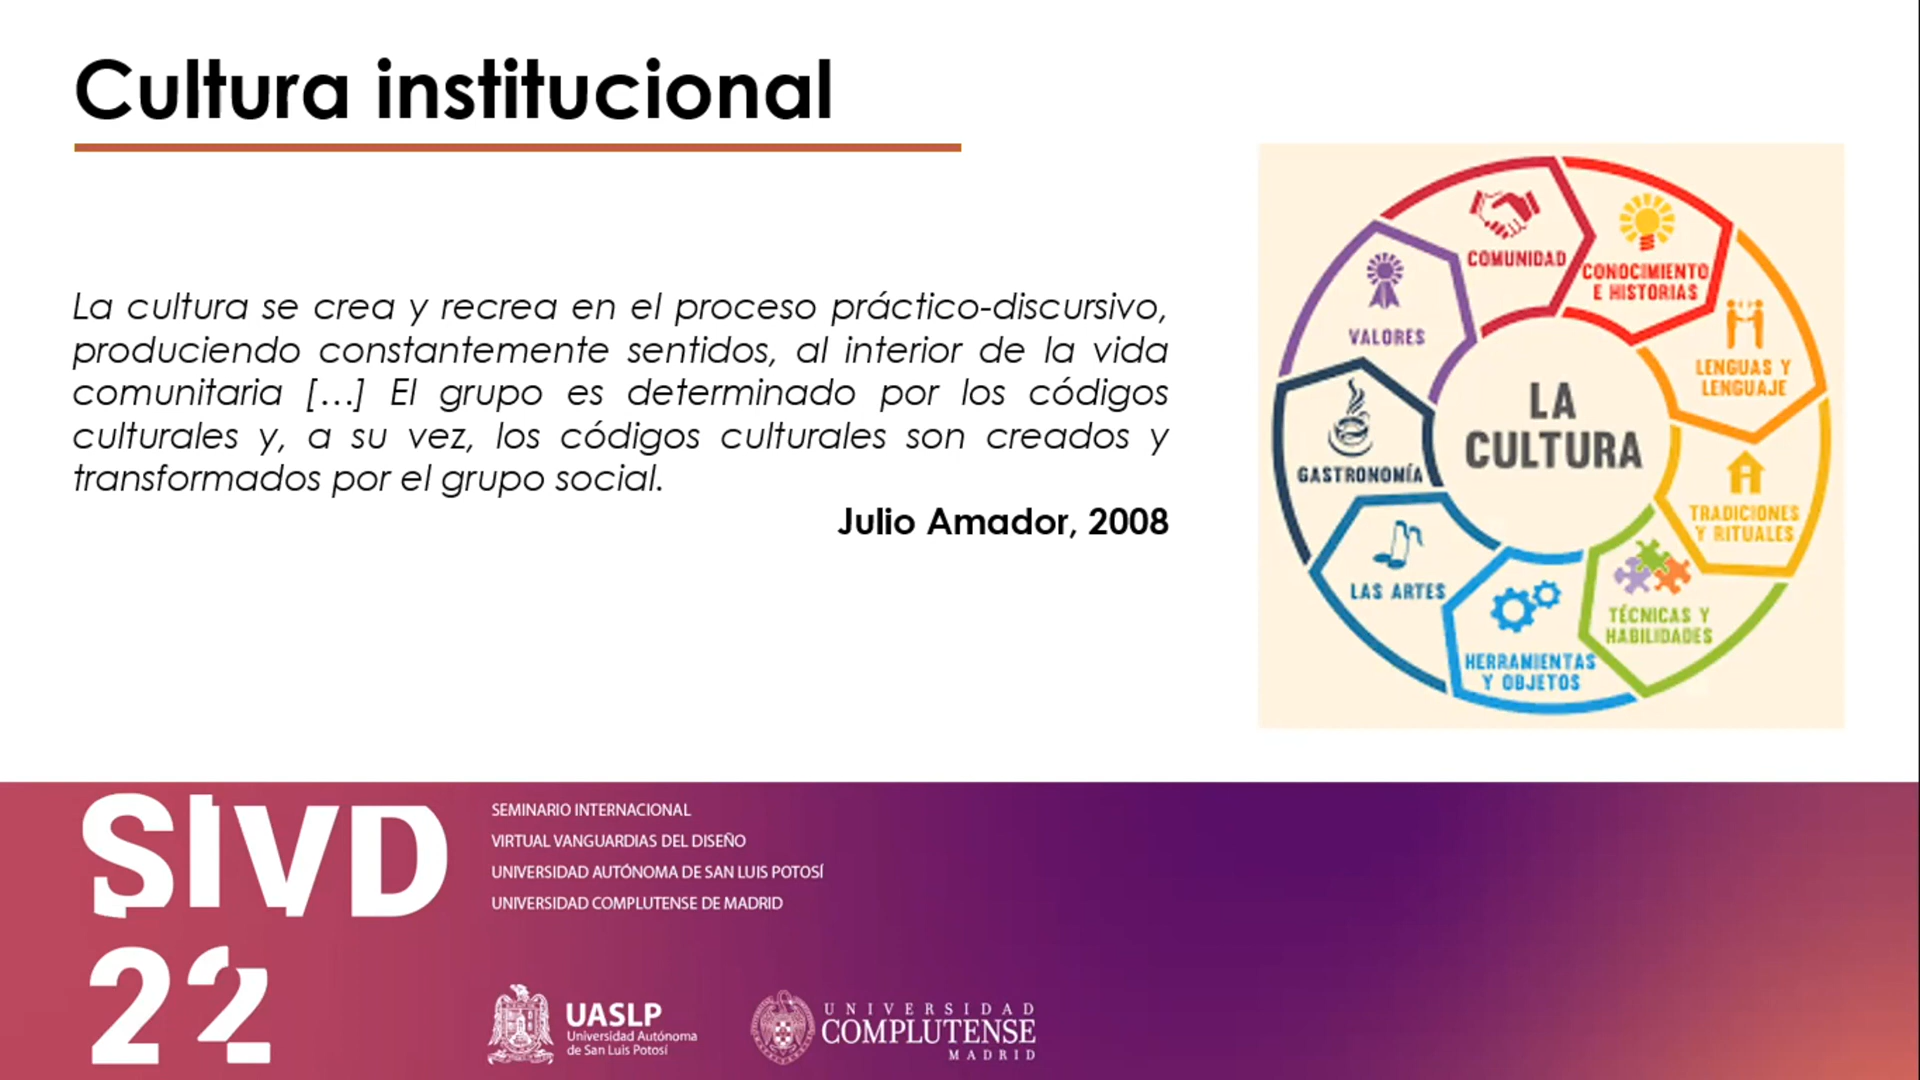 Cultura institucional
La cultura se crea y recrea en el proceso práctico-discursivo,
produciendo constantemente sentidos, al interior de la vida
comunitaria [...] El grupo es determinado por los códigos
culturales y, a su vez, los códigos culturales son creados y
transformados por el grupo social.
Julio Amador, 2008
LA
CULTURA
COMUNIDAD
CONOCIMIENTO
E HISTORIAS
LENGUAS Y
LENGUAJE
TRADICIONES
Y RITUALES
TÉCNICAS Y
HABILIDADES
HERRAMIENTAS
Y OBJETOS
LAS ARTES
GASTRONOMÍA
VALORES
SIVD
22
SEMINARIO INTERNACIONAL
VIRTUAL VANGUARDIAS DEL DISEÑO
UNIVERSIDAD AUTÓNOMA DE SAN LUIS POTOSÍ
UNIVERSIDAD COMPLUTENSE DE MADRID
UASLP
Universidad Autónoma
de San Luis Potosí
UNIVERSIDAD
COMPLUTENSE
MADRID